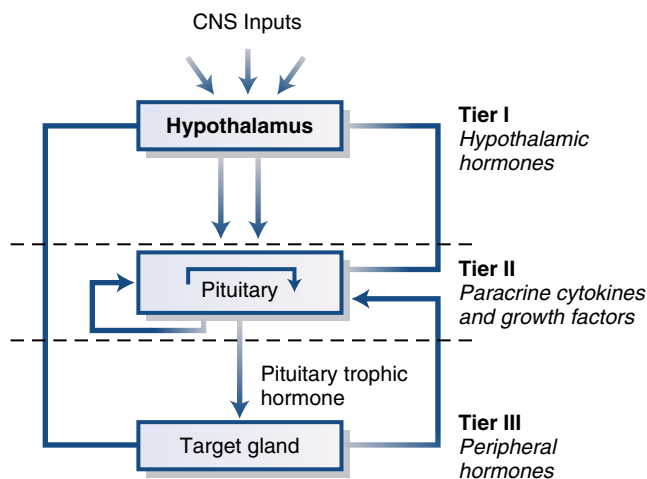 CNS Inputs
Hypothalamus
Tier I
Hypothalamic
hormones
Pituitary
Tier II
Paracrine cytokines
and growth factors
Pituitary trophic
hormone
Target gland
Tier III
Peripheral
hormones